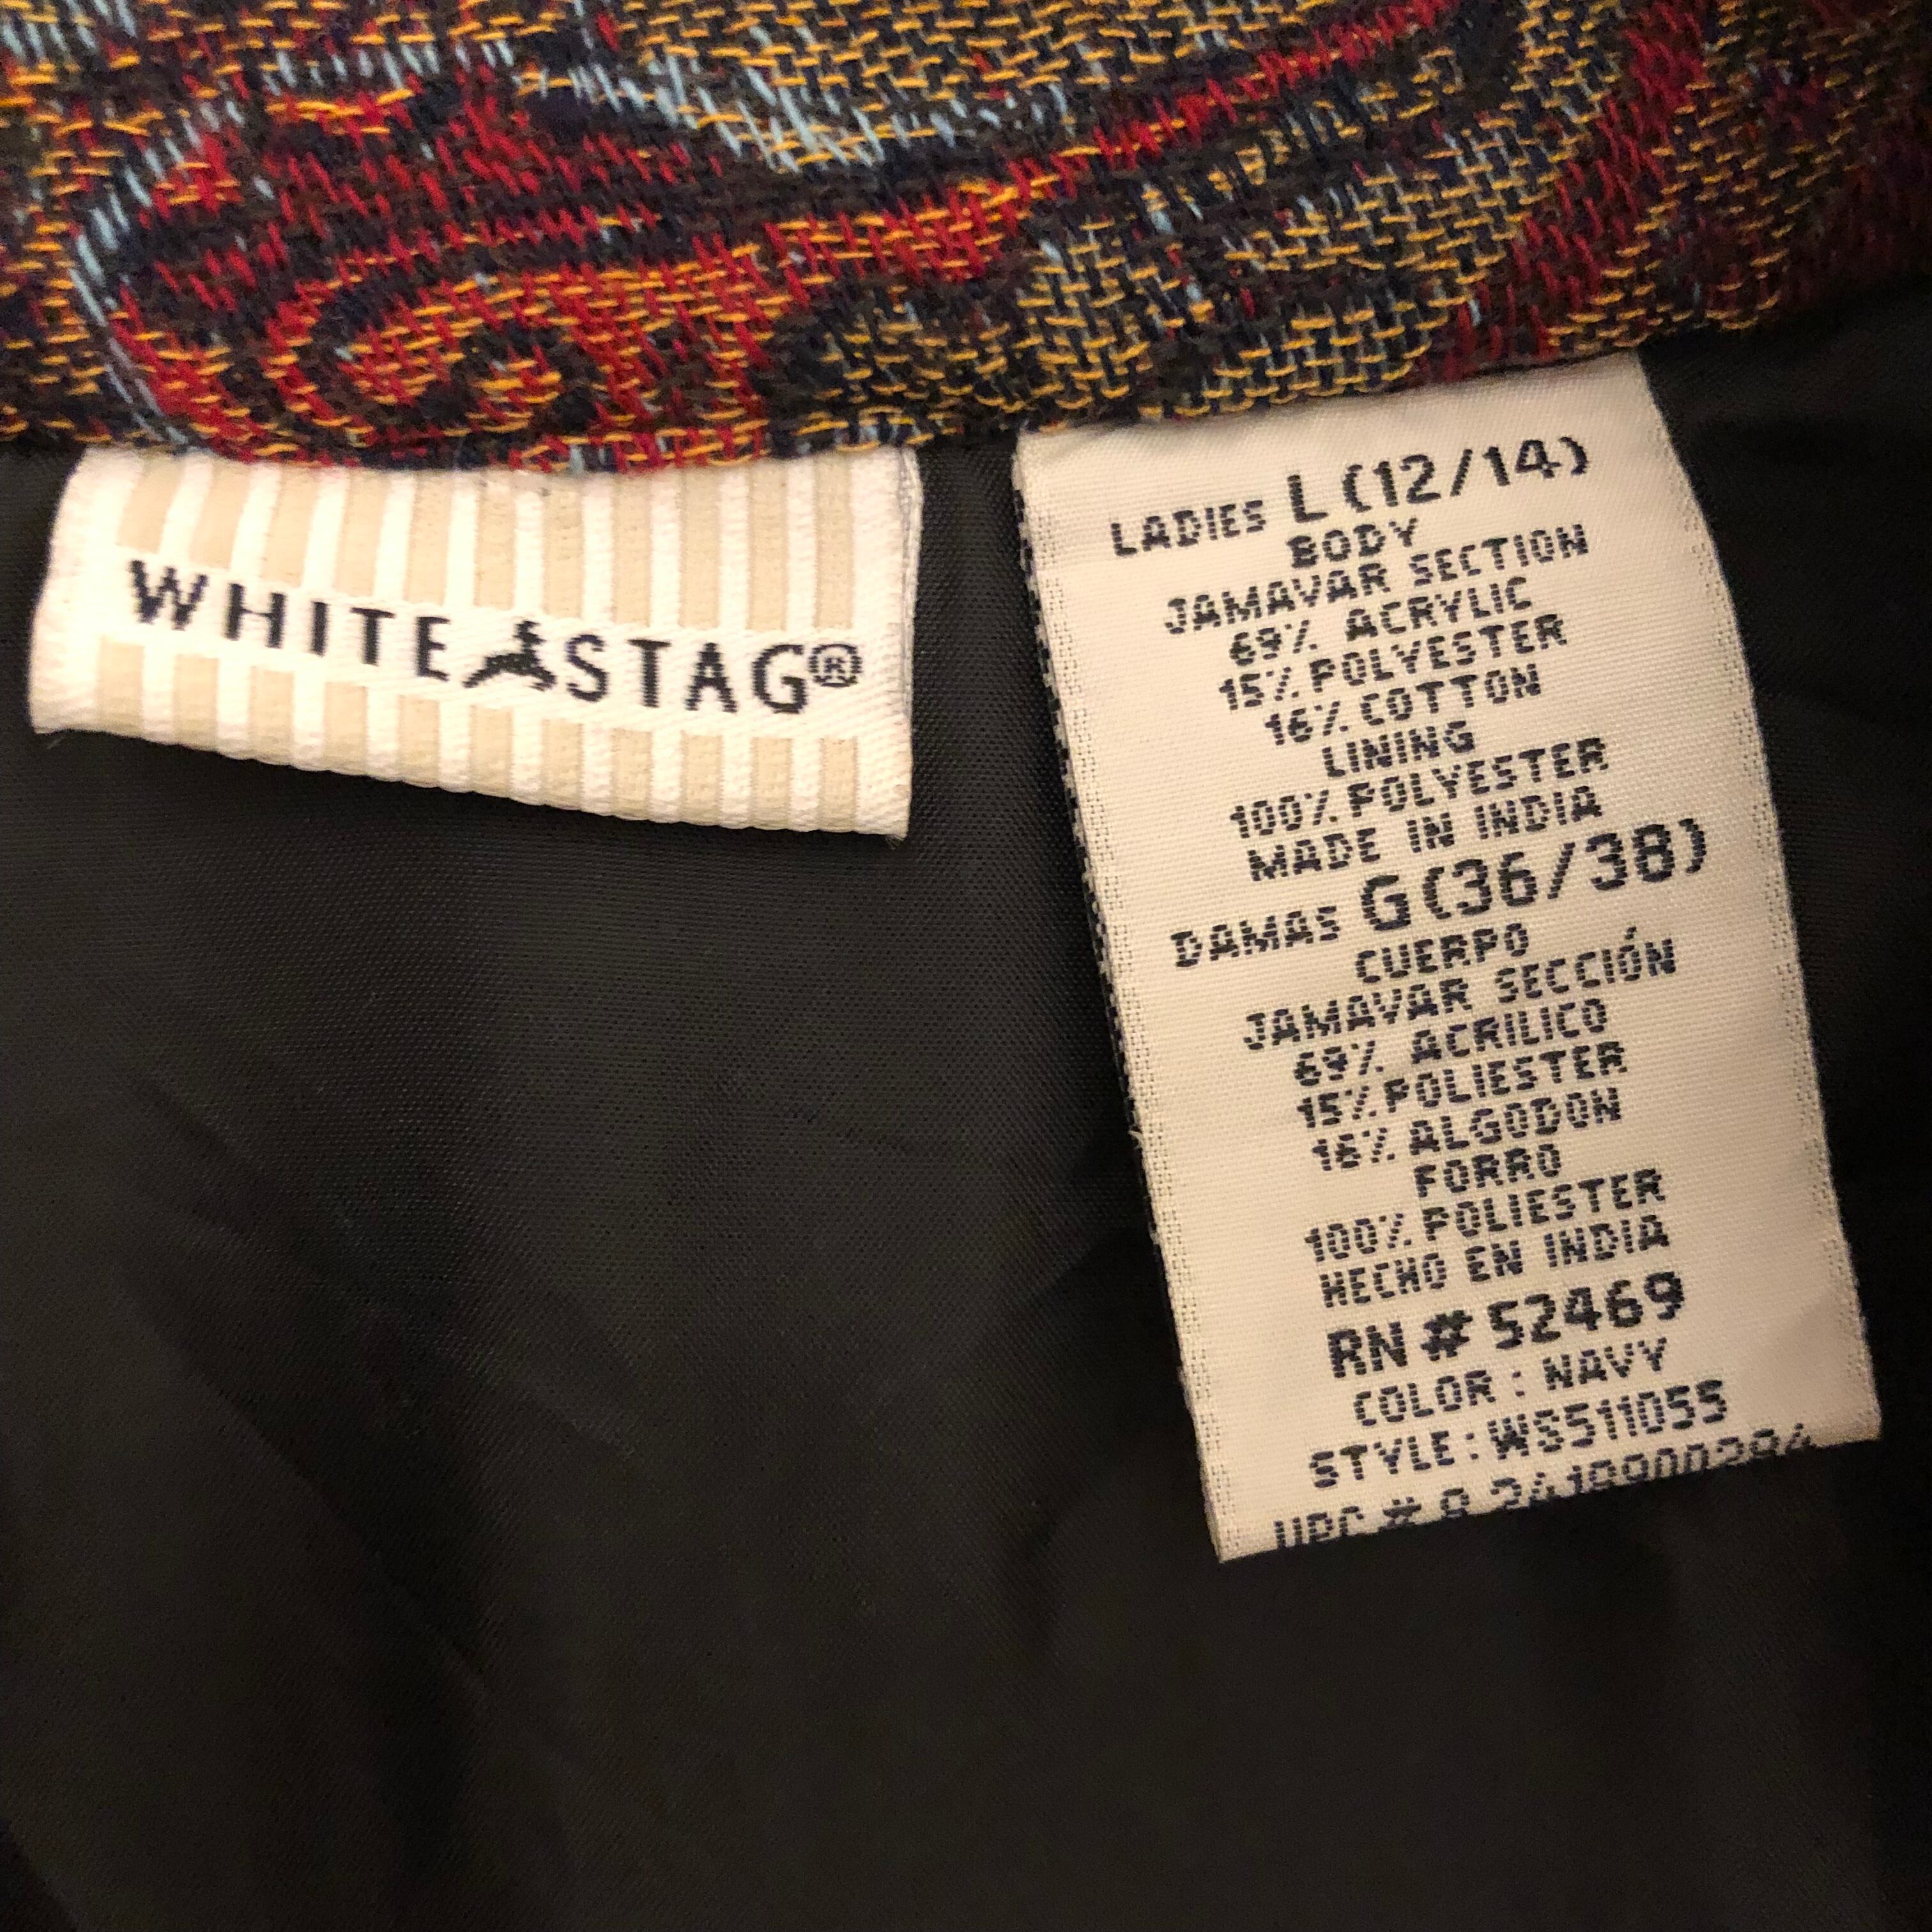 WHITE STAG®
LADIES L (12/14)
BODY
JAMAVAR SECTION
69% ACRYLIC
15% POLYESTER
16% COTTON
LINING
100% POLYESTER
MADE IN INDIA
DAMAS G (36/38)
CUERPO
JAMAVAR SECCIÓN
69% ACRILICO
15% POLIESTER
16% ALGODON
FORRO
100% POLIESTER
HECHO EN INDIA
RN # 52469
COLOR : NAVY
STYLE : WS511055
UPC #